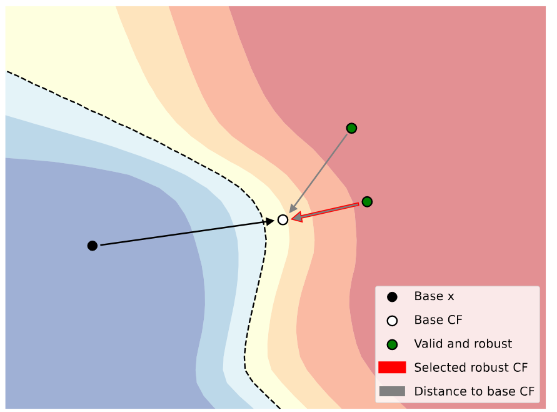 Base x
Base CF
Valid and robust
Selected robust CF
Distance to base CF